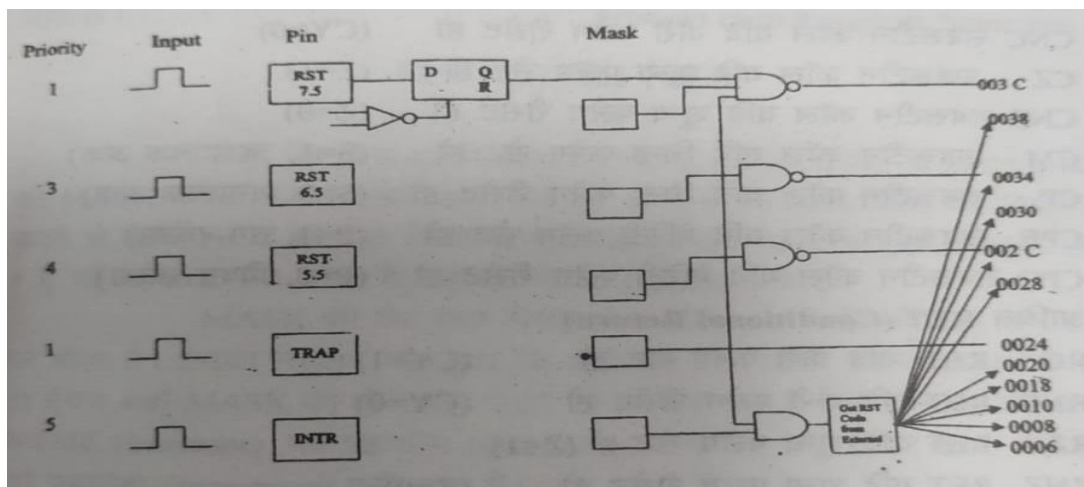 Priority Input Pin Mask
1 RST 7.5 D Q R 003 C
0038
3 RST 6.5 0034
0030
4 RST 5.5 002 C
0028
1 TRAP 0024
0020
0018
5 INTR Out RST Code from External 0010
0008
0006